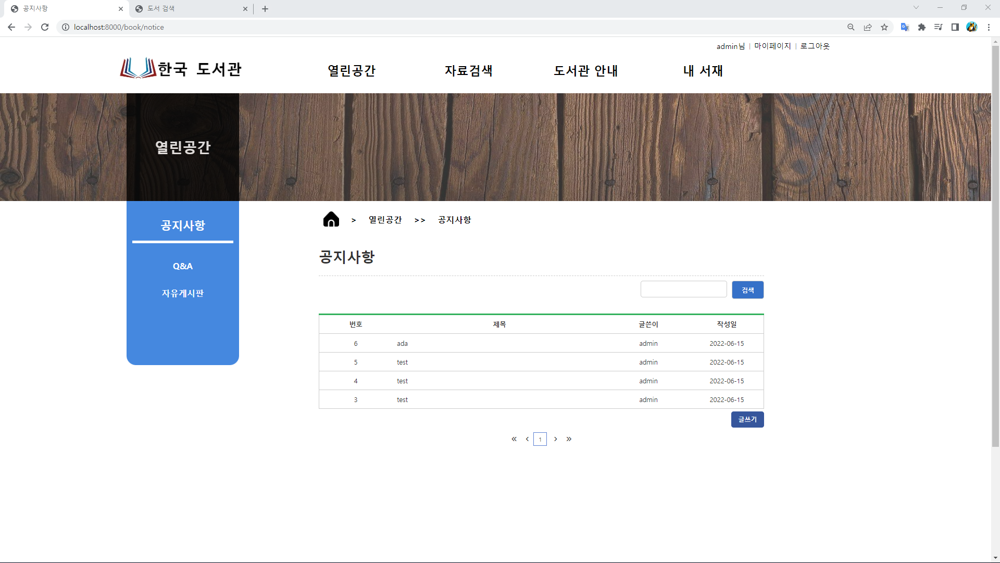 공지사항
도서 검색
localhost:8000/book/notice
admin님 | 마이페이지 | 로그아웃
한국 도서관
열린공간 자료검색 도서관 안내 내 서재
열린공간
공지사항
Q&A
자유게시판
> 열린공간 >> 공지사항
공지사항
검색
번호 제목 글쓴이 작성일
6 ada admin 2022-06-15
5 test admin 2022-06-15
4 test admin 2022-06-15
3 test admin 2022-06-15
글쓰기
« ‹ 1 › »